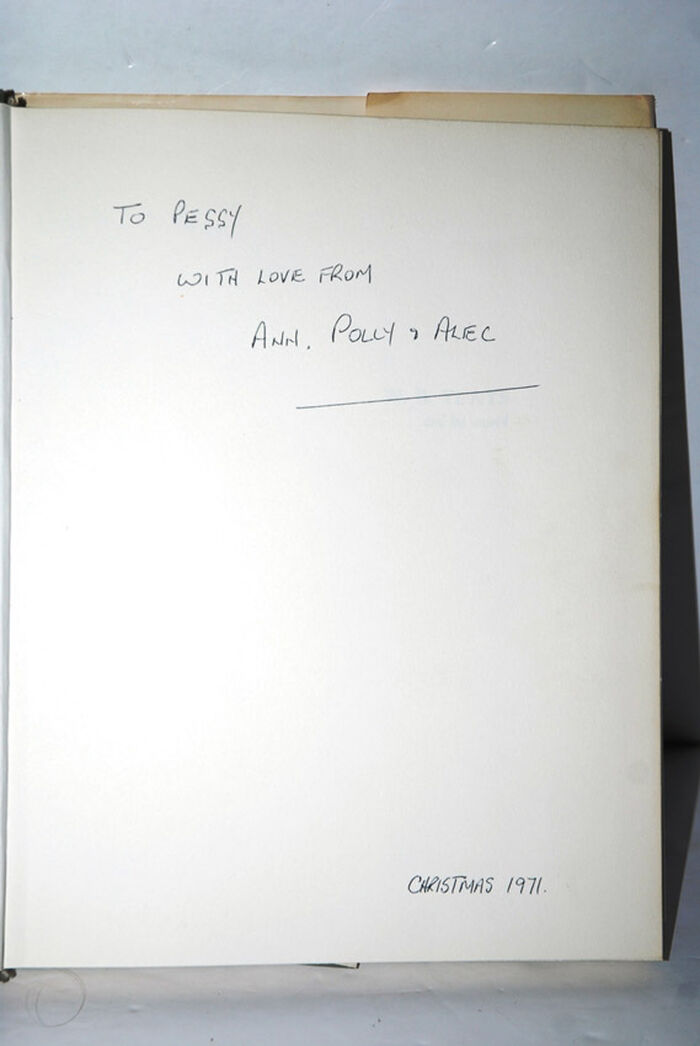 TO PEGGY
WITH LOVE FROM
ANN, POLLY & ALEC
CHRISTMAS 1971.